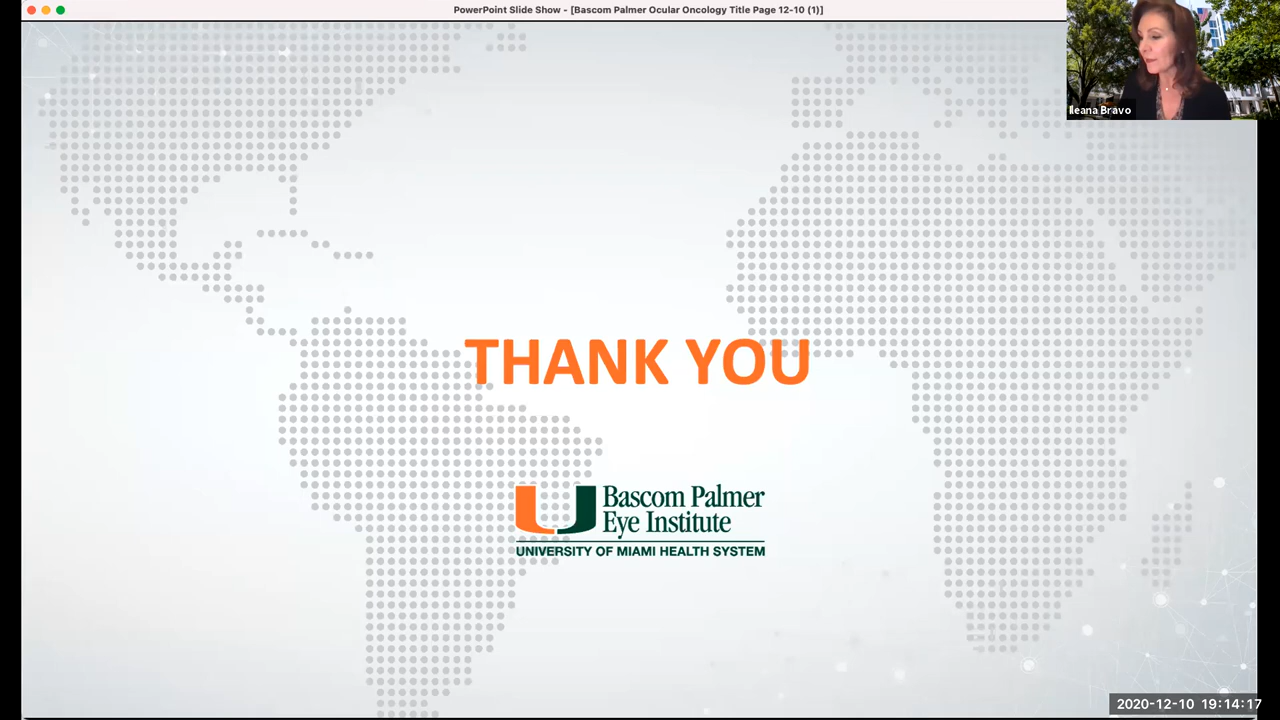 PowerPoint Slide Show - [Bascom Palmer Ocular Oncology Title Page 12-10 (1)]
Ileana Bravo
THANK YOU
Bascom Palmer
Eye Institute
UNIVERSITY OF MIAMI HEALTH SYSTEM
2020-12-10 19:14:17